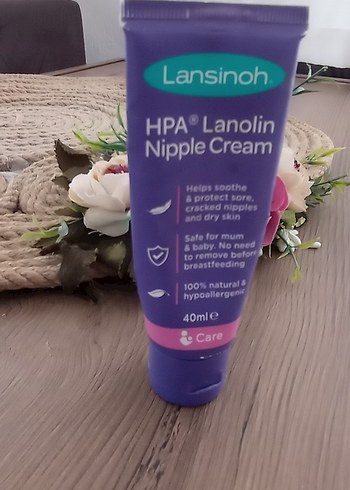 Lansinoh®
HPA® Lanolin
Nipple Cream
Helps soothe
& protect sore,
cracked nipples
and dry skin
Safe for mum
& baby. No need
to remove before
breastfeeding
100% natural &
hypoallergenic
40ml e
Care